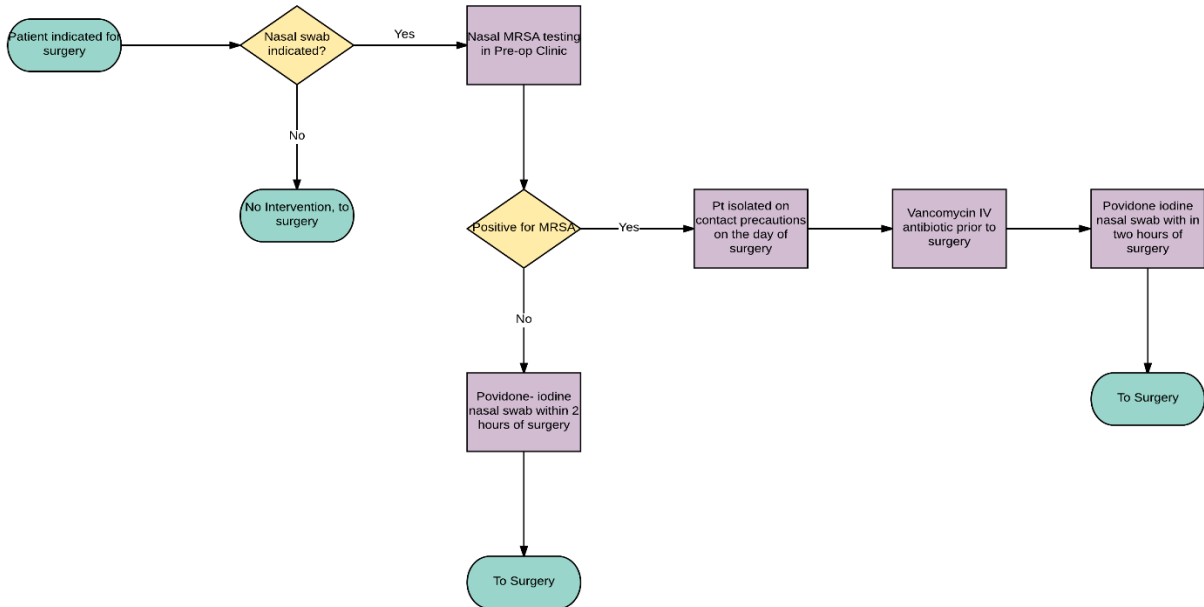 Patient indicated for
surgery
Nasal swab
indicated?
Yes
Nasal MRSA testing
in Pre-op Clinic
No
No Intervention, to
surgery
Positive for MRSA
Yes
Pt isolated on
contact precautions
on the day of
surgery
Vancomycin IV
antibiotic prior to
surgery
Povidone iodine
nasal swab with in
two hours of
surgery
No
Povidone- iodine
nasal swab within 2
hours of surgery
To Surgery
To Surgery